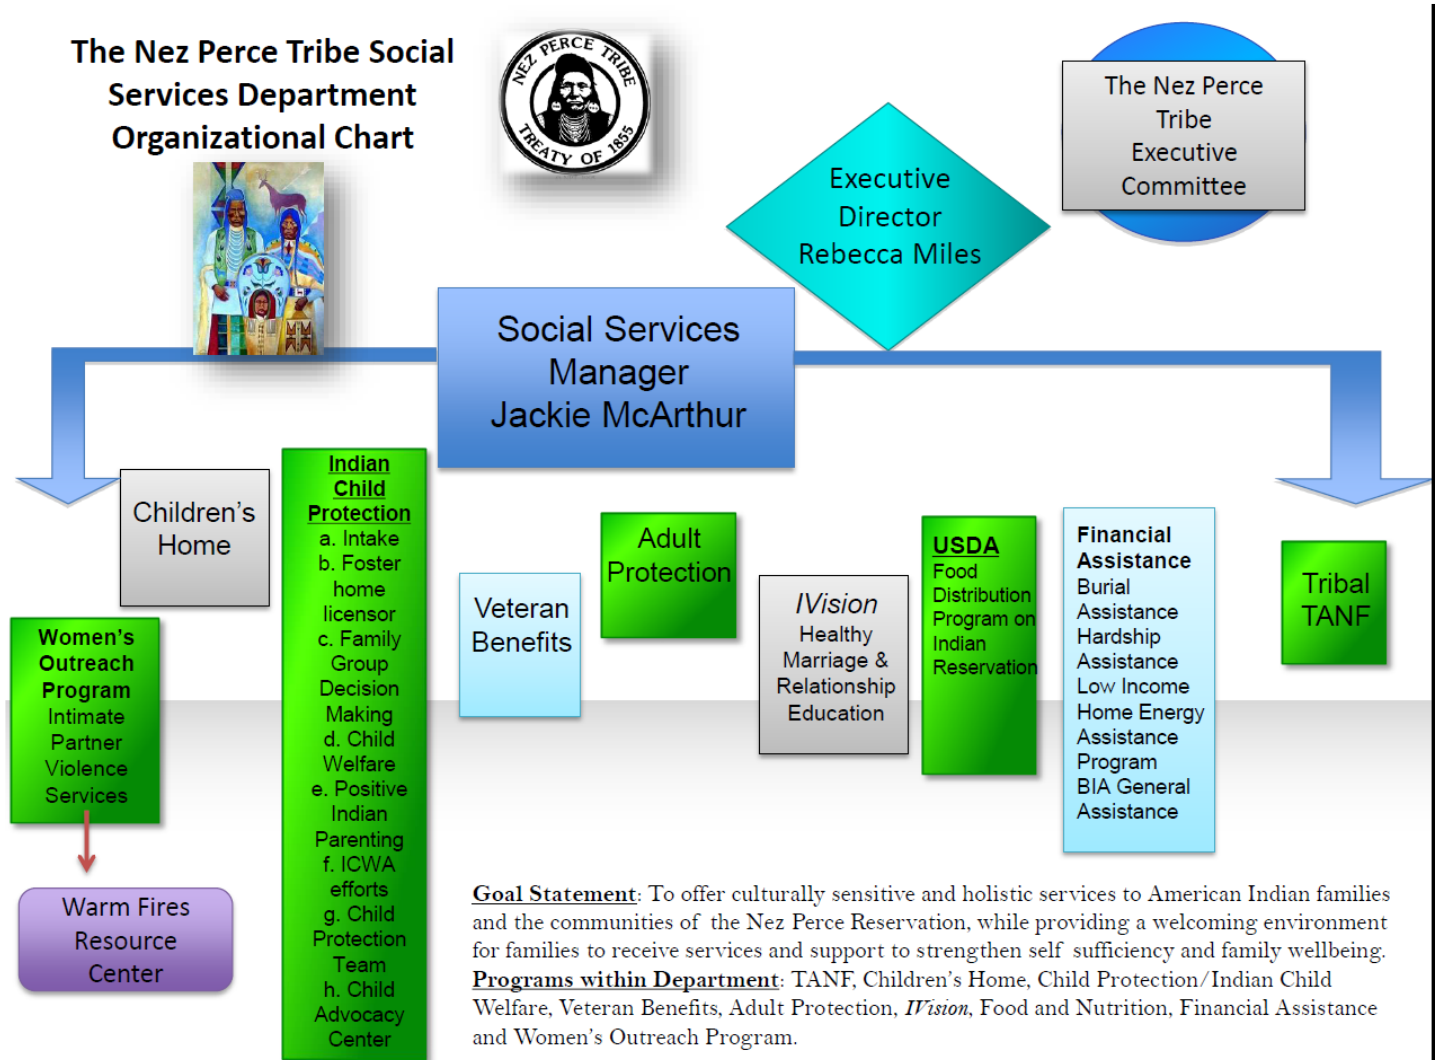 The Nez Perce Tribe Social
Services Department
Organizational Chart
NEZ PERCE TRIBE
TREATY OF 1855
The Nez Perce
Tribe
Executive
Committee
Executive
Director
Rebecca Miles
Social Services
Manager
Jackie McArthur
Women's
Outreach
Program
Intimate
Partner
Violence
Services
Warm Fires
Resource
Center
Children's
Home
Indian
Child
Protection
a. Intake
b. Foster
home
licensor
c. Family
Group
Decision
Making
d. Child
Welfare
e. Positive
Indian
Parenting
f. ICWA
efforts
g. Child
Protection
Team
h. Child
Advocacy
Center
Veteran
Benefits
Adult
Protection
IVision
Healthy
Marriage &
Relationship
Education
USDA
Food
Distribution
Program on
Indian
Reservation
Financial
Assistance
Burial
Assistance
Hardship
Assistance
Low Income
Home Energy
Assistance
Program
BIA General
Assistance
Tribal
TANF
Goal Statement: To offer culturally sensitive and holistic services to American Indian families
and the communities of the Nez Perce Reservation, while providing a welcoming environment
for families to receive services and support to strengthen self sufficiency and family wellbeing.
Programs within Department: TANF, Children's Home, Child Protection/Indian Child
Welfare, Veteran Benefits, Adult Protection, IVision, Food and Nutrition, Financial Assistance
and Women's Outreach Program.